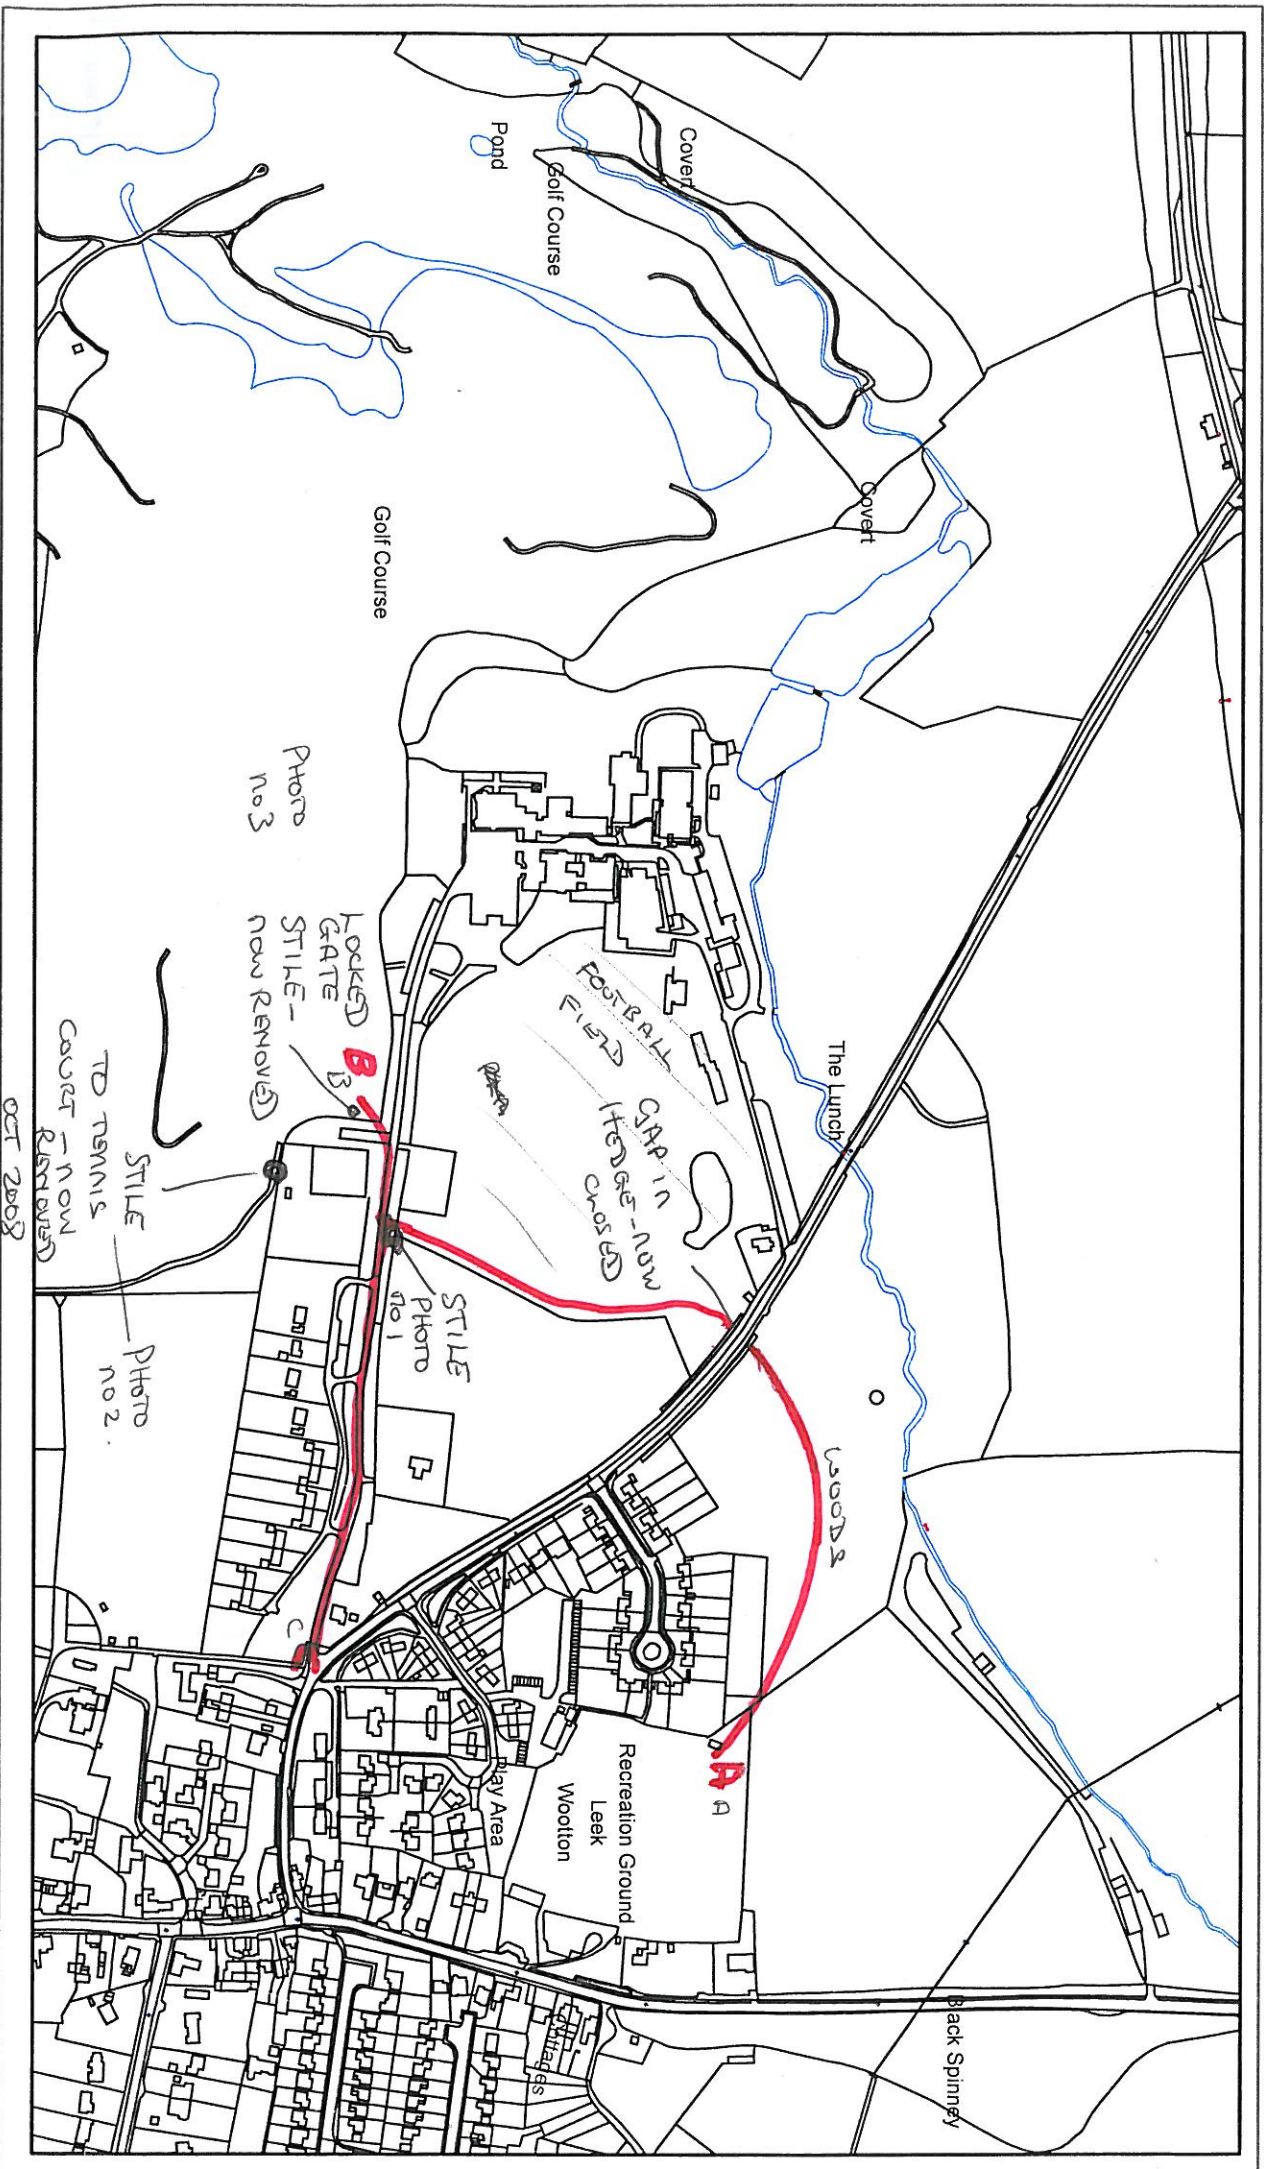 Pond
Golf Course
Covert
Covert
Golf Course
The Lunch
FOOTBALL
FIELD
GAP IN
HEDGE - NOW
CLOSED
PHOTO
no3
LOCKED
GATE
STILE -
NOW REMOVED
B
B
STILE
PHOTO
no 1
STILE
TO TENNIS
COURT - NOW
REMOVED
OCT 2008
PHOTO
no 2.
WOODS
C
A
A
Recreation Ground
Leek
Wootton
Play Area
Cottages
Back Spinney